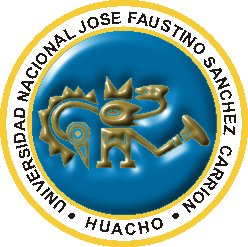 UNIVERSIDAD NACIONAL JOSE FAUSTINO SANCHEZ CARRION
• HUACHO •